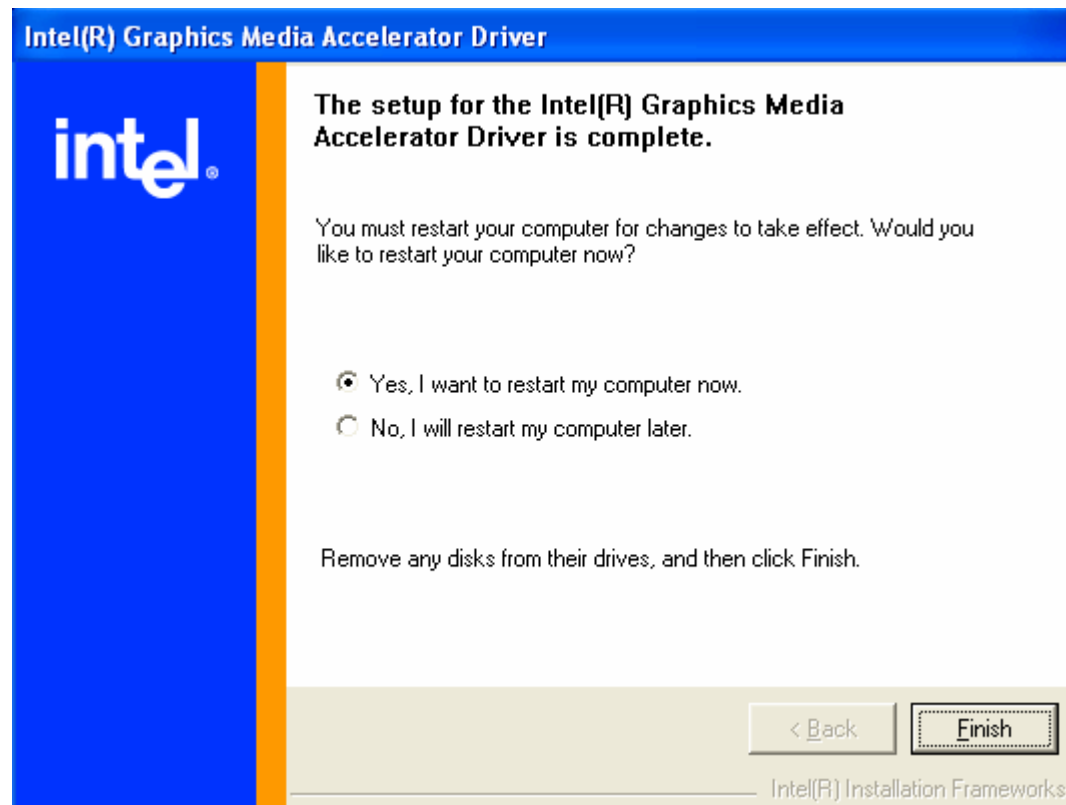 Intel(R) Graphics Media Accelerator Driver
intel®
The setup for the Intel(R) Graphics Media
Accelerator Driver is complete.
You must restart your computer for changes to take effect. Would you
like to restart your computer now?
Yes, I want to restart my computer now.
No, I will restart my computer later.
Remove any disks from their drives, and then click Finish.
< Back
Finish
Intel(R) Installation Frameworks